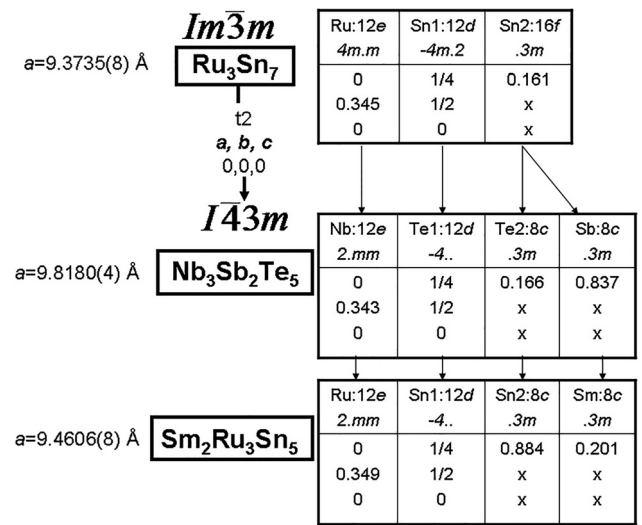 Im3̅m
a=9.3735(8) Å
Ru₃Sn₇
Ru:12e Sn1:12d Sn2:16f
4m.m -4m.2 .3m
0 1/4 0.161
0.345 1/2 x
0 0 x
t2
a, b, c
0,0,0
I4̅3m
a=9.8180(4) Å
Nb₃Sb₂Te₅
Nb:12e Te1:12d Te2:8c Sb:8c
2.mm -4.. .3m .3m
0 1/4 0.166 0.837
0.343 1/2 x x
0 0 x x
a=9.4606(8) Å
Sm₂Ru₃Sn₅
Ru:12e Sn1:12d Sn2:8c Sm:8c
2.mm -4.. .3m .3m
0 1/4 0.884 0.201
0.349 1/2 x x
0 0 x x